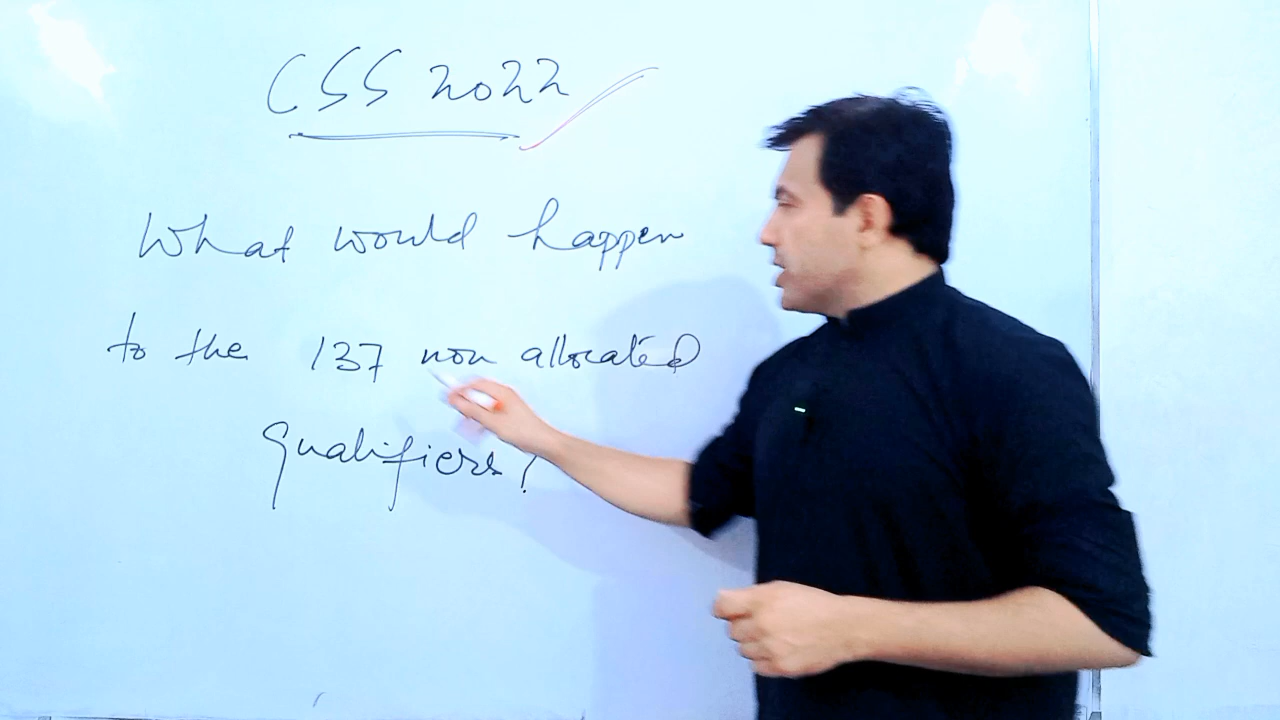 CSS 2022
What would happen
to the 137 non allocated
qualifiers?